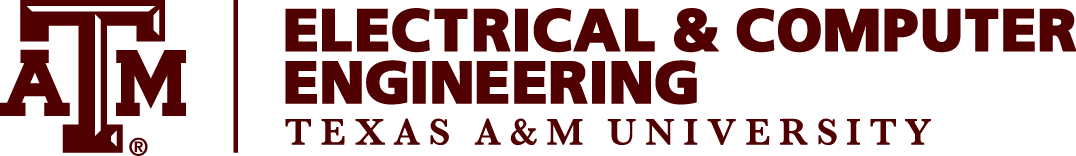 ATM®
ELECTRICAL & COMPUTER
ENGINEERING
TEXAS A&M UNIVERSITY